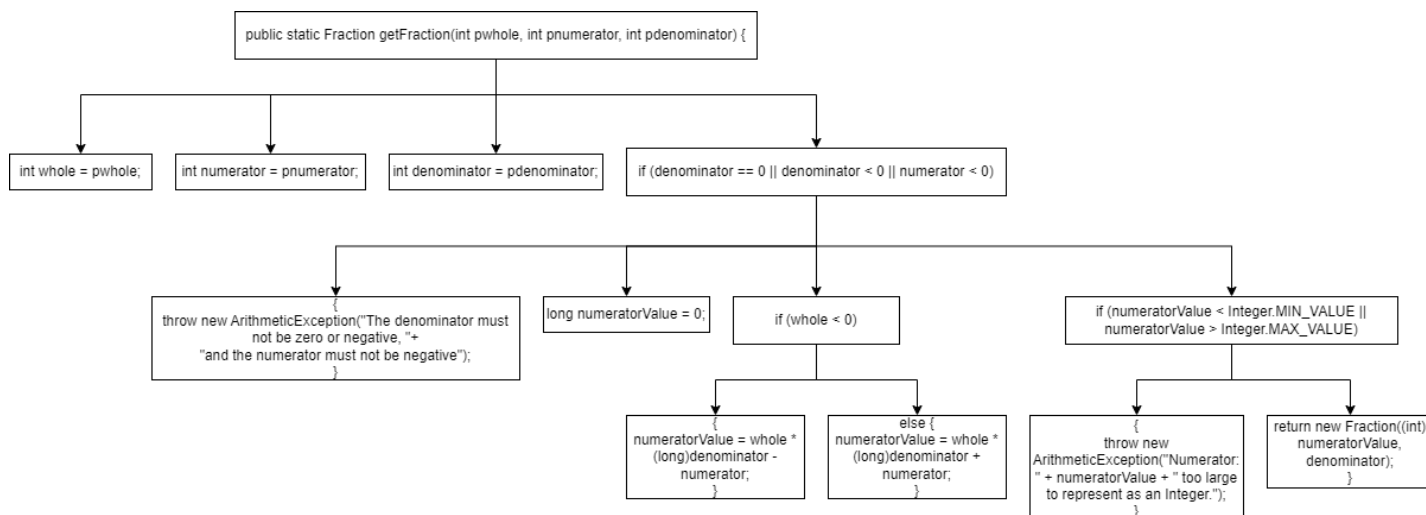 public static Fraction getFraction(int pwhole, int pnumerator, int pdenominator) {
int whole = pwhole;
int numerator = pnumerator;
int denominator = pdenominator;
if (denominator == 0 || denominator < 0 || numerator < 0)
{
throw new ArithmeticException("The denominator must
not be zero or negative, "+
"and the numerator must not be negative");
}
long numeratorValue = 0;
if (whole < 0)
if (numeratorValue < Integer.MIN_VALUE ||
numeratorValue > Integer.MAX_VALUE)
{
numeratorValue = whole *
(long)denominator -
numerator;
}
else {
numeratorValue = whole *
(long)denominator +
numerator;
}
{
throw new
ArithmeticException("Numerator:
" + numeratorValue + " too large
to represent as an Integer.");
}
return new Fraction((int)
numeratorValue,
denominator);
}